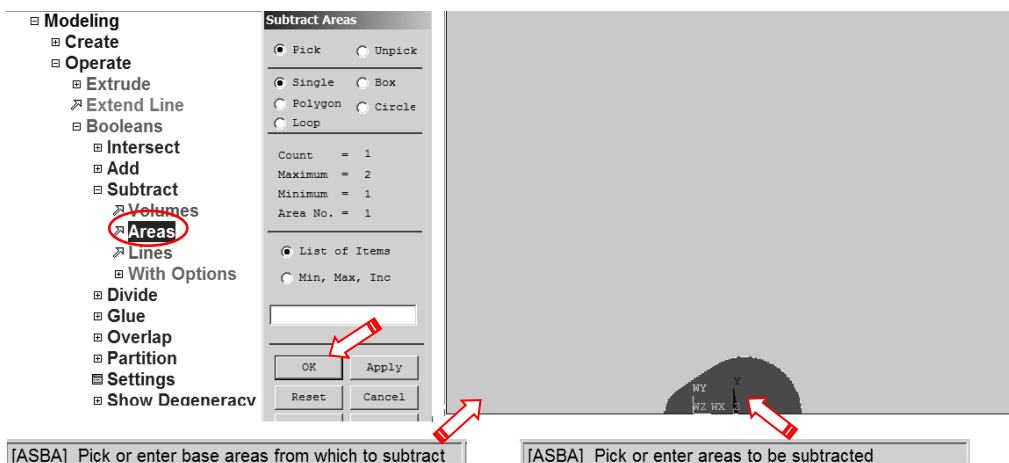 Modeling
Create
Operate
Extrude
Extend Line
Booleans
Intersect
Add
Subtract
Volumes
Areas
Lines
With Options
Divide
Glue
Overlap
Partition
Settings
Show Degeneracy
Subtract Areas
Pick Unpick
Single Box
Polygon Circle
Loop
Count = 1
Maximum = 2
Minimum = 1
Area No. = 1
List of Items
Min, Max, Inc
OK Apply
Reset Cancel
WY Y
WZ WX Z
[ASBA] Pick or enter base areas from which to subtract
[ASBA] Pick or enter areas to be subtracted